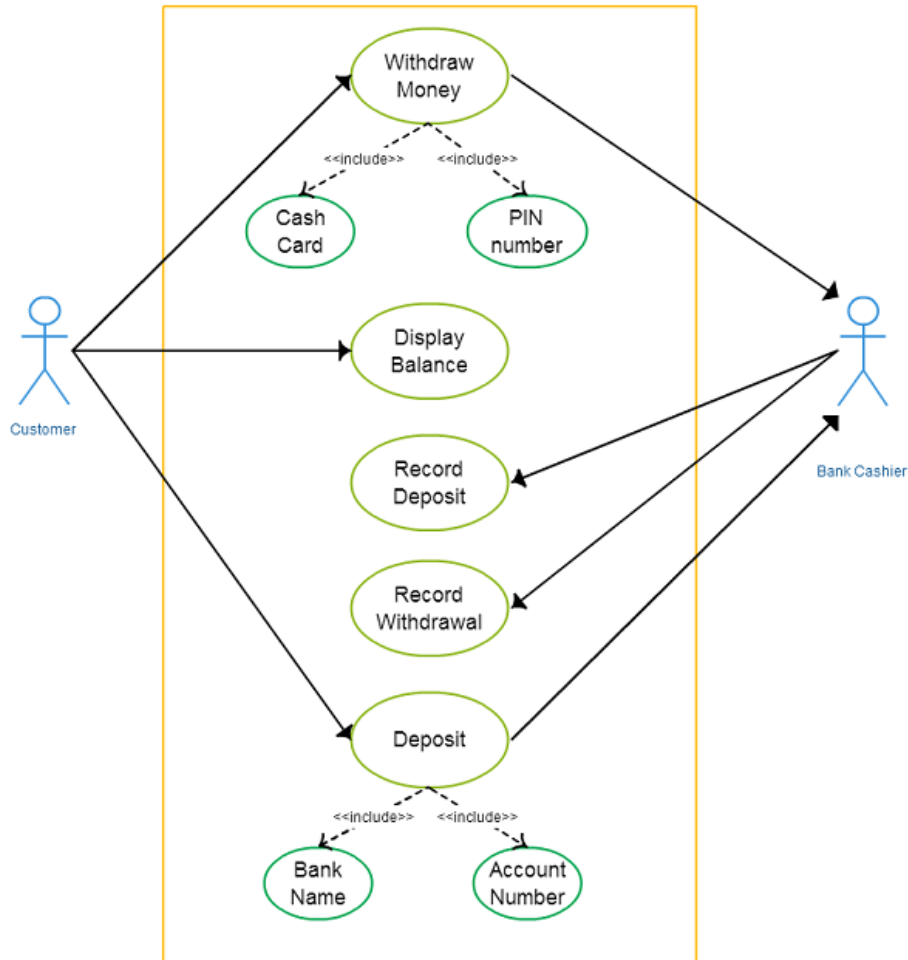 Withdraw
Money
<<include>>
<<include>>
Cash
Card
PIN
number
Display
Balance
Customer
Record
Deposit
Bank Cashier
Record
Withdrawal
Deposit
<<include>>
<<include>>
Bank
Name
Account
Number